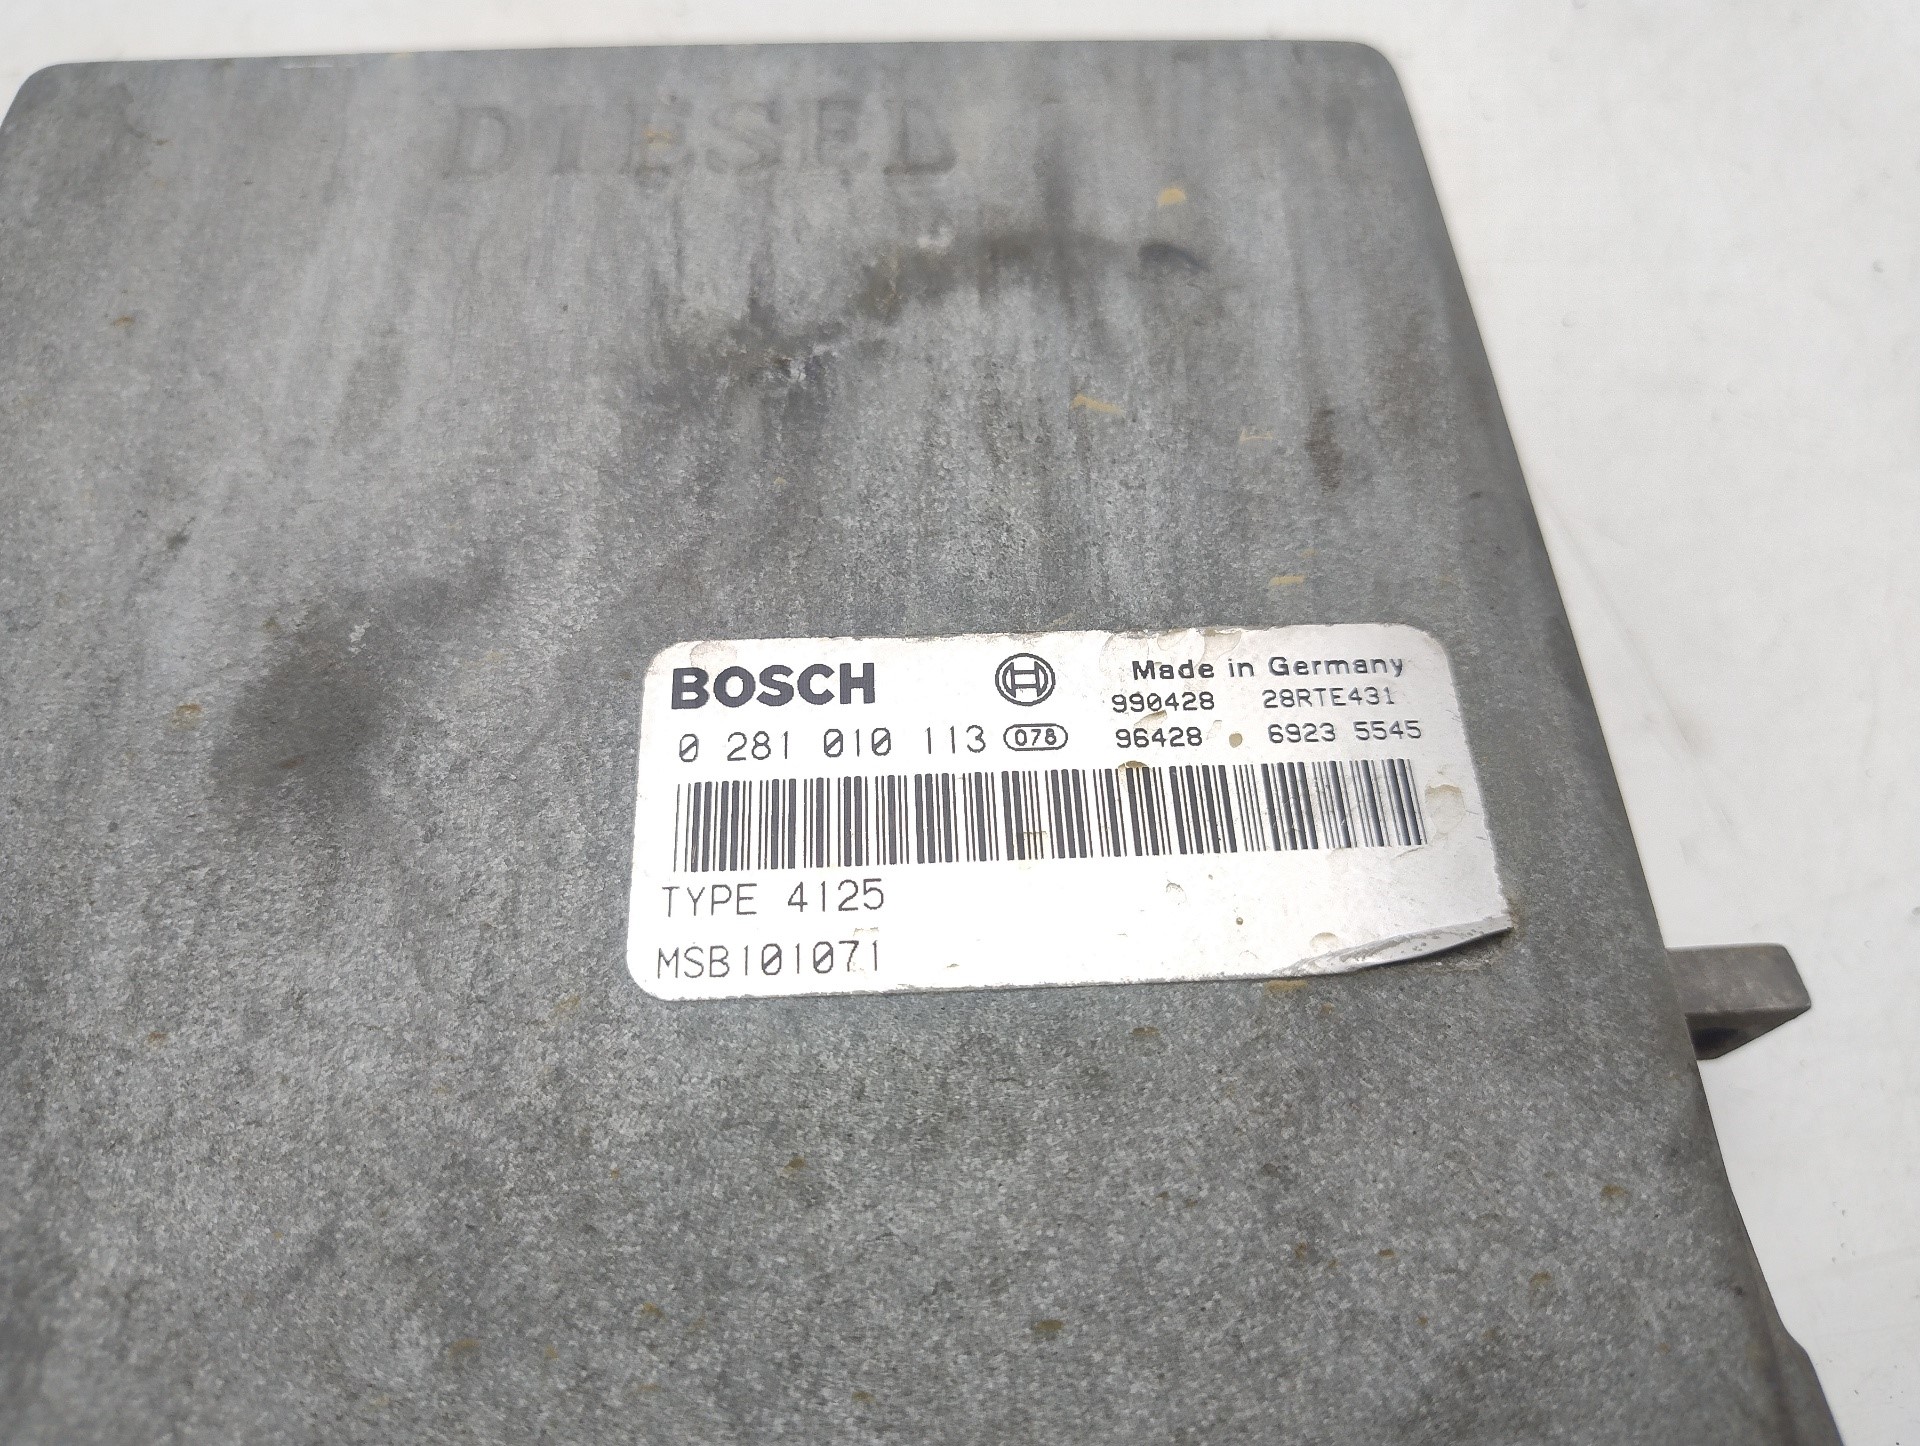 DIESEL
BOSCH
Made in Germany
990428 28RTE431
0 281 010 113 078
96428 6923 5545
TYPE 4125
MSB101071